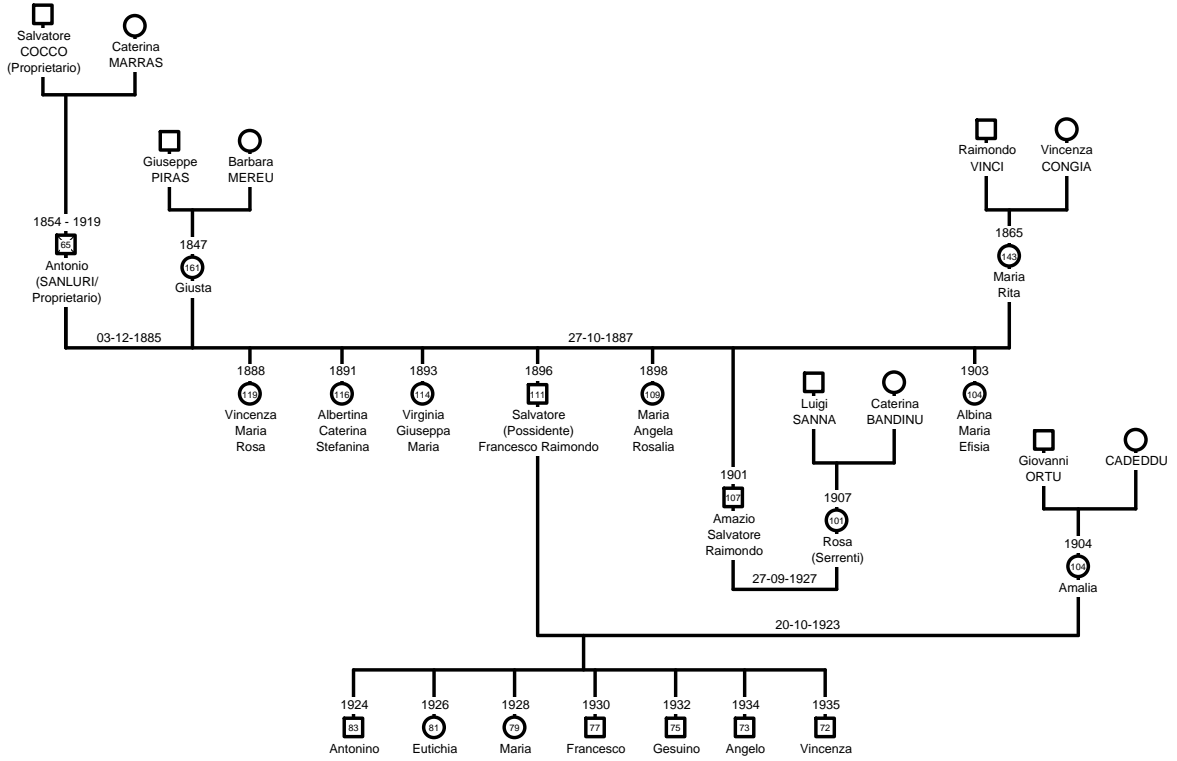 Salvatore
COCCO
(Proprietario)
Caterina
MARRAS
Giuseppe
PIRAS
Barbara
MEREU
Raimondo
VINCI
Vincenza
CONGIA
1854 - 1919
65
Antonio
(SANLURI/
Proprietario)
1847
161
Giusta
1865
143
Maria
Rita
03-12-1885
27-10-1887
1888
119
Vincenza
Maria
Rosa
1891
116
Albertina
Caterina
Stefanina
1893
114
Virginia
Giuseppa
Maria
1896
111
Salvatore
(Possidente)
Francesco Raimondo
1898
109
Maria
Angela
Rosalia
1901
107
Amazio
Salvatore
Raimondo
Luigi
SANNA
Caterina
BANDINU
1907
101
Rosa
(Serrenti)
1903
104
Albina
Maria
Efisia
Giovanni
ORTU
CADEDDU
1904
104
Amalia
27-09-1927
20-10-1923
1924
83
Antonino
1926
81
Eutichia
1928
79
Maria
1930
77
Francesco
1932
75
Gesuino
1934
73
Angelo
1935
72
Vincenza